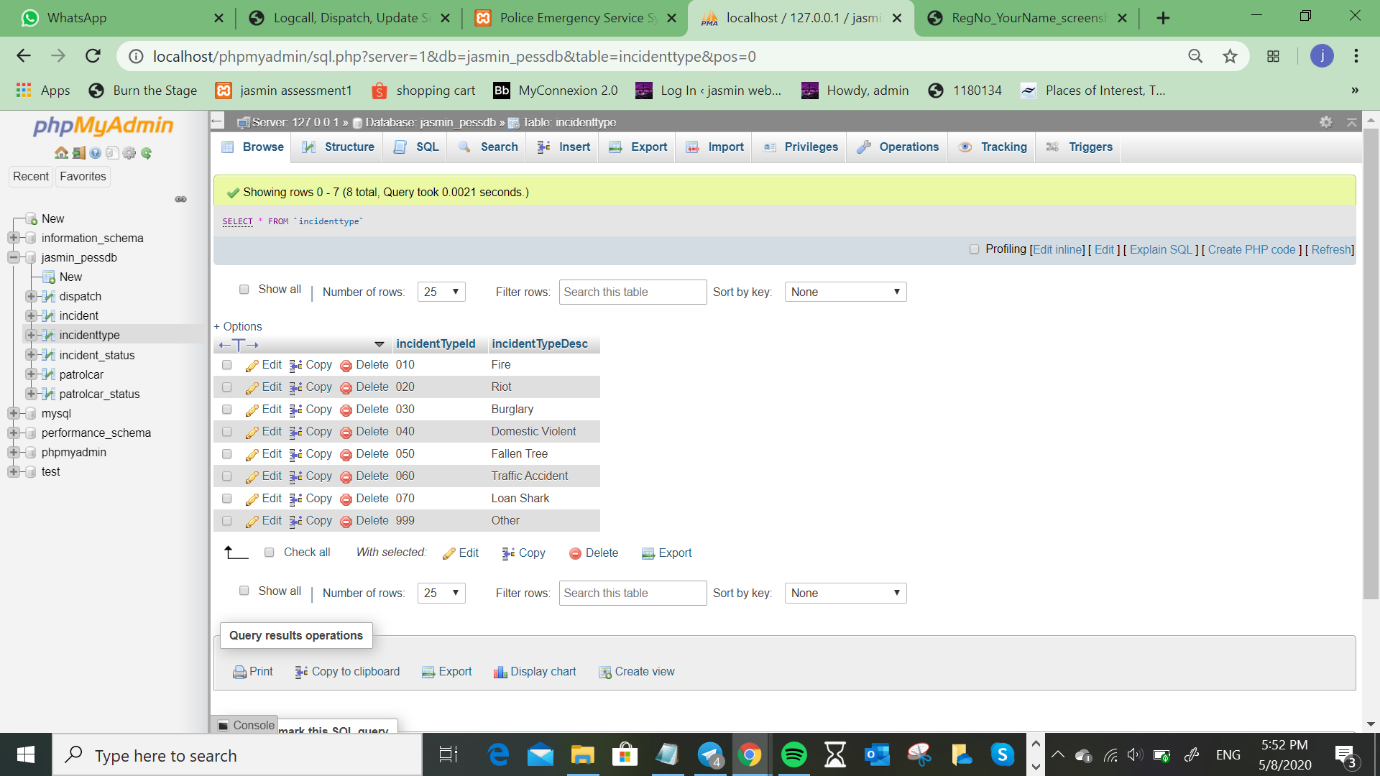 WhatsApp
Logcall, Dispatch, Update S
Police Emergency Service Sy
localhost / 127.0.0.1 / jasmi
RegNo_YourName_screensh
localhost/phpmyadmin/sql.php?server=1&db=jasmin_pessdb&table=incidenttype&pos=0
j
Apps
Burn the Stage
jasmin assessment1
shopping cart
Bb MyConnexion 2.0
Log In ‹ jasmin web...
Howdy, admin
1180134
Places of Interest, T...
»
phpMyAdmin
Recent Favorites
New
information_schema
jasmin_pessdb
New
dispatch
incident
incidenttype
incident_status
patrolcar
patrolcar_status
mysql
performance_schema
phpmyadmin
test
Server: 127.0.0.1 » Database: jasmin_pessdb » Table: incidenttype
Browse Structure SQL Search Insert Export Import Privileges Operations Tracking Triggers
Showing rows 0 - 7 (8 total, Query took 0.0021 seconds.)
SELECT * FROM `incidenttype`
Profiling [Edit inline] [ Edit ] [ Explain SQL ] [ Create PHP code ] [ Refresh]
Show all | Number of rows: 25 Filter rows: Search this table Sort by key: None
+ Options
←T→ incidentTypeId incidentTypeDesc
Edit Copy Delete 010 Fire
Edit Copy Delete 020 Riot
Edit Copy Delete 030 Burglary
Edit Copy Delete 040 Domestic Violent
Edit Copy Delete 050 Fallen Tree
Edit Copy Delete 060 Traffic Accident
Edit Copy Delete 070 Loan Shark
Edit Copy Delete 999 Other
Check all With selected: Edit Copy Delete Export
Show all | Number of rows: 25 Filter rows: Search this table Sort by key: None
Query results operations
Print Copy to clipboard Export Display chart Create view
Console
mark this SQL query
Type here to search
4
ENG
5:52 PM
5/8/2020
3